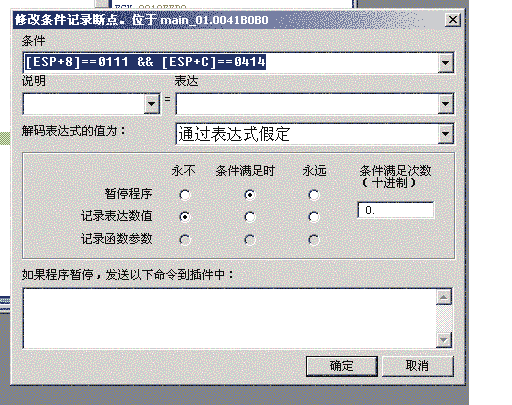 修改条件记录断点。位于 main_01.0041B0B0
条件
[ESP+8]==0111 && [ESP+C]==0414
说明 表达
=
解码表达式的值为： 通过表达式假定
永不 条件满足时 永远 条件满足次数
（十进制）
暂停程序
记录表达数值 0.
记录函数参数
如果程序暂停，发送以下命令到插件中：
确定 取消